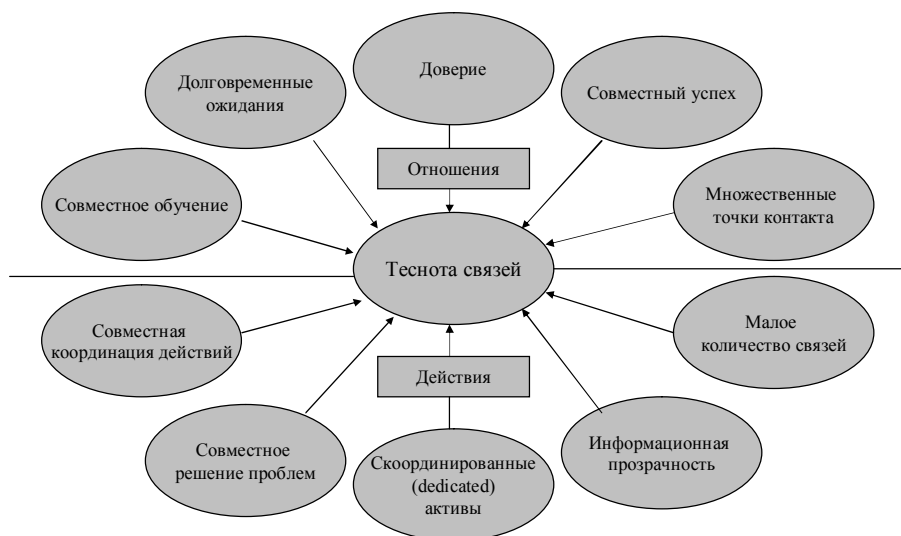 Доверие
Долговременные
ожидания
Совместный успех
Отношения
Совместное обучение
Множественные
точки контакта
Теснота связей
Совместная
координация действий
Малое
количество связей
Действия
Совместное
решение проблем
Скоординированные
(dedicated)
активы
Информационная
прозрачность